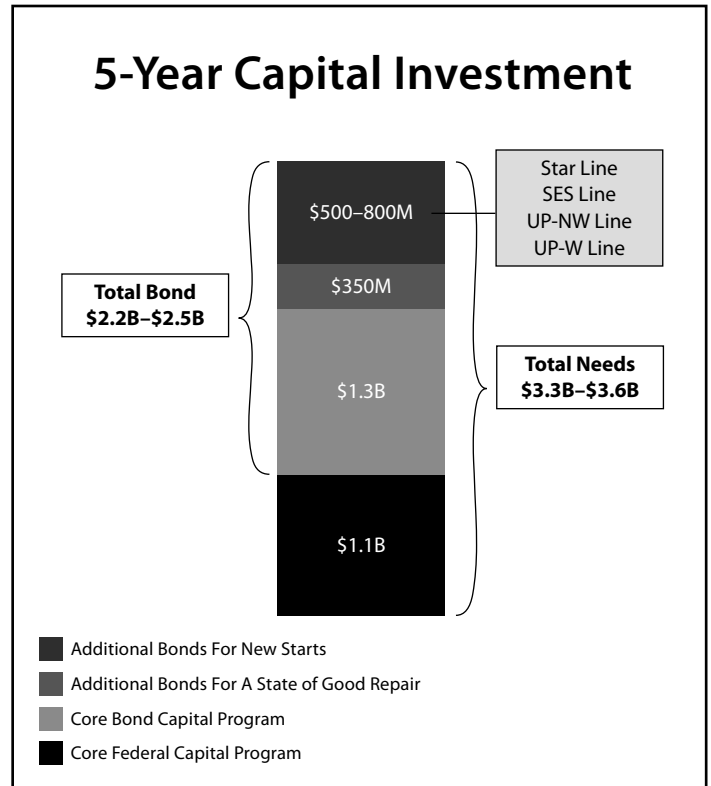 5-Year Capital Investment
$500–800M
Star Line
SES Line
UP-NW Line
UP-W Line
$350M
Total Bond
$2.2B–$2.5B
$1.3B
Total Needs
$3.3B–$3.6B
$1.1B
Additional Bonds For New Starts
Additional Bonds For A State of Good Repair
Core Bond Capital Program
Core Federal Capital Program